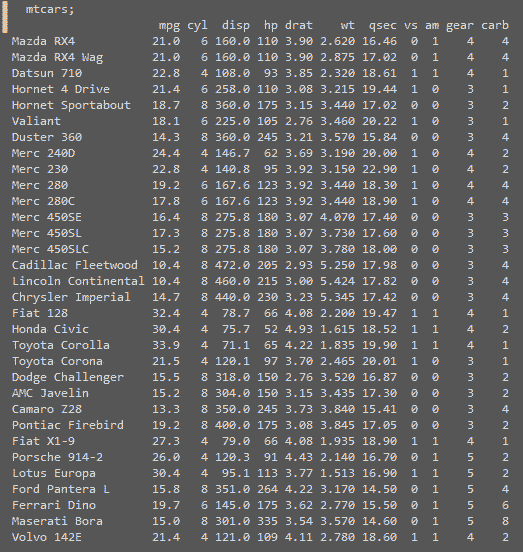 mtcars;
mpg cyl disp hp drat wt qsec vs am gear carb
Mazda RX4 21.0 6 160.0 110 3.90 2.620 16.46 0 1 4 4
Mazda RX4 Wag 21.0 6 160.0 110 3.90 2.875 17.02 0 1 4 4
Datsun 710 22.8 4 108.0 93 3.85 2.320 18.61 1 1 4 1
Hornet 4 Drive 21.4 6 258.0 110 3.08 3.215 19.44 1 0 3 1
Hornet Sportabout 18.7 8 360.0 175 3.15 3.440 17.02 0 0 3 2
Valiant 18.1 6 225.0 105 2.76 3.460 20.22 1 0 3 1
Duster 360 14.3 8 360.0 245 3.21 3.570 15.84 0 0 3 4
Merc 240D 24.4 4 146.7 62 3.69 3.190 20.00 1 0 4 2
Merc 230 22.8 4 140.8 95 3.92 3.150 22.90 1 0 4 2
Merc 280 19.2 6 167.6 123 3.92 3.440 18.30 1 0 4 4
Merc 280C 17.8 6 167.6 123 3.92 3.440 18.90 1 0 4 4
Merc 450SE 16.4 8 275.8 180 3.07 4.070 17.40 0 0 3 3
Merc 450SL 17.3 8 275.8 180 3.07 3.730 17.60 0 0 3 3
Merc 450SLC 15.2 8 275.8 180 3.07 3.780 18.00 0 0 3 3
Cadillac Fleetwood 10.4 8 472.0 205 2.93 5.250 17.98 0 0 3 4
Lincoln Continental 10.4 8 460.0 215 3.00 5.424 17.82 0 0 3 4
Chrysler Imperial 14.7 8 440.0 230 3.23 5.345 17.42 0 0 3 4
Fiat 128 32.4 4 78.7 66 4.08 2.200 19.47 1 1 4 1
Honda Civic 30.4 4 75.7 52 4.93 1.615 18.52 1 1 4 2
Toyota Corolla 33.9 4 71.1 65 4.22 1.835 19.90 1 1 4 1
Toyota Corona 21.5 4 120.1 97 3.70 2.465 20.01 1 0 3 1
Dodge Challenger 15.5 8 318.0 150 2.76 3.520 16.87 0 0 3 2
AMC Javelin 15.2 8 304.0 150 3.15 3.435 17.30 0 0 3 2
Camaro Z28 13.3 8 350.0 245 3.73 3.840 15.41 0 0 3 4
Pontiac Firebird 19.2 8 400.0 175 3.08 3.845 17.05 0 0 3 2
Fiat X1-9 27.3 4 79.0 66 4.08 1.935 18.90 1 1 4 1
Porsche 914-2 26.0 4 120.3 91 4.43 2.140 16.70 0 1 5 2
Lotus Europa 30.4 4 95.1 113 3.77 1.513 16.90 1 1 5 2
Ford Pantera L 15.8 8 351.0 264 4.22 3.170 14.50 0 1 5 4
Ferrari Dino 19.7 6 145.0 175 3.62 2.770 15.50 0 1 5 6
Maserati Bora 15.0 8 301.0 335 3.54 3.570 14.60 0 1 5 8
Volvo 142E 21.4 4 121.0 109 4.11 2.780 18.60 1 1 4 2